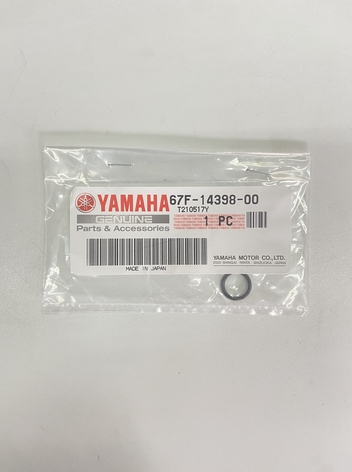 YAMAHA 67F-14398-00
T210517Y
GENUINE
1 PC
Parts & Accessories
YAMAHA MOTOR CO.,LTD.
MADE IN JAPAN